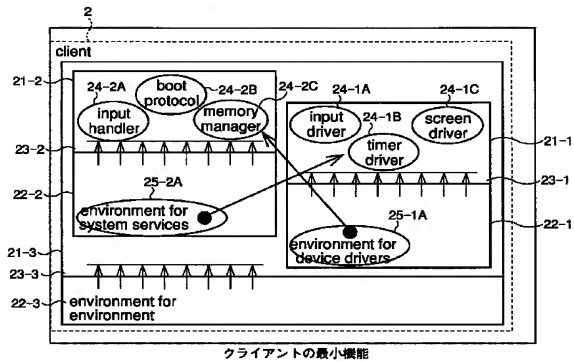 2
client
21-2
24-2A
boot
protocol
24-2B
24-2C
input
handler
memory
manager
24-1A
24-1C
input
driver
24-1B
timer
driver
screen
driver
21-1
23-2
22-2
25-2A
environment for
system services
23-1
25-1A
environment for
device drivers
22-1
21-3
23-3
22-3
environment for
environment
クライアントの最小機能